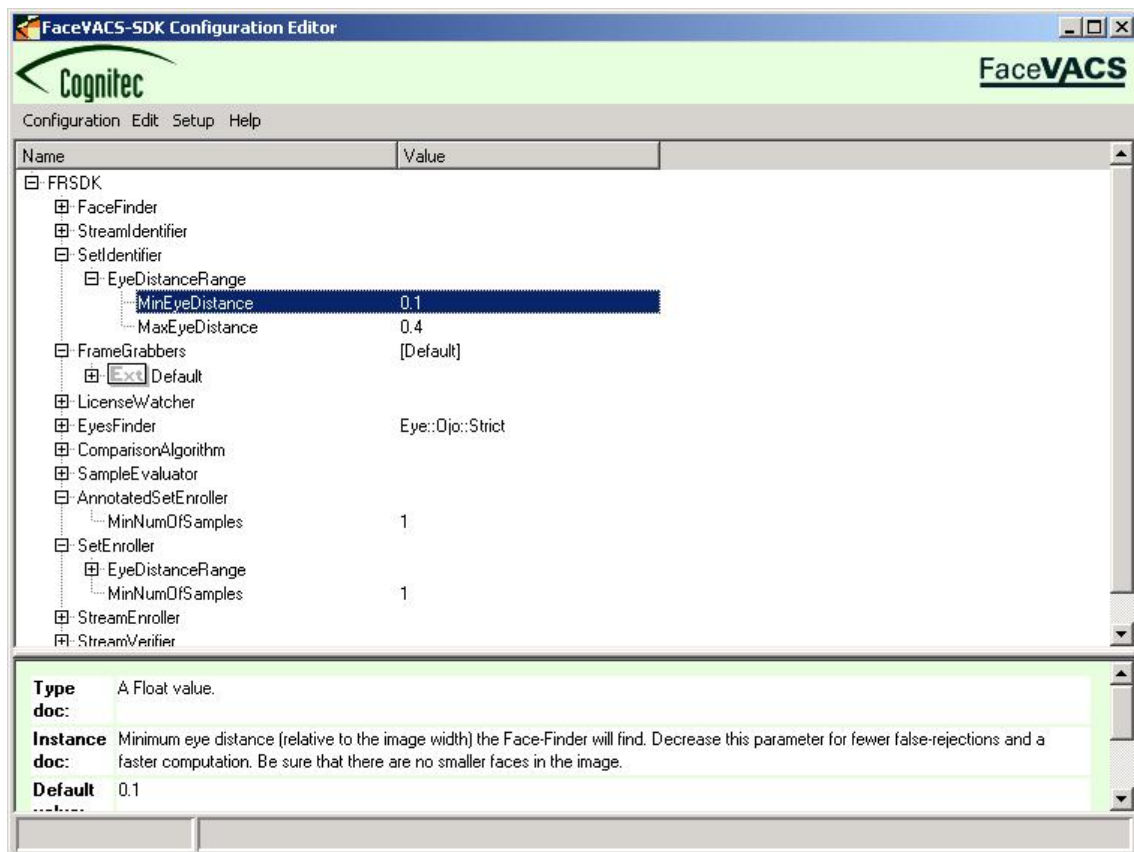 FaceVACS-SDK Configuration Editor
Cognitec
FaceVACS
Configuration Edit Setup Help
Name Value
FRSDK
FaceFinder
StreamIdentifier
SetIdentifier
EyeDistanceRange
MinEyeDistance 0.1
MaxEyeDistance 0.4
FrameGrabbers [Default]
Ext Default
LicenseWatcher
EyesFinder Eye::Ojo::Strict
ComparisonAlgorithm
SampleEvaluator
AnnotatedSetEnroller
MinNumOfSamples 1
SetEnroller
EyeDistanceRange
MinNumOfSamples 1
StreamEnroller
StreamVerifier
Type doc: A Float value.
Instance doc: Minimum eye distance (relative to the image width) the Face-Finder will find. Decrease this parameter for fewer false-rejections and a
faster computation. Be sure that there are no smaller faces in the image.
Default 0.1